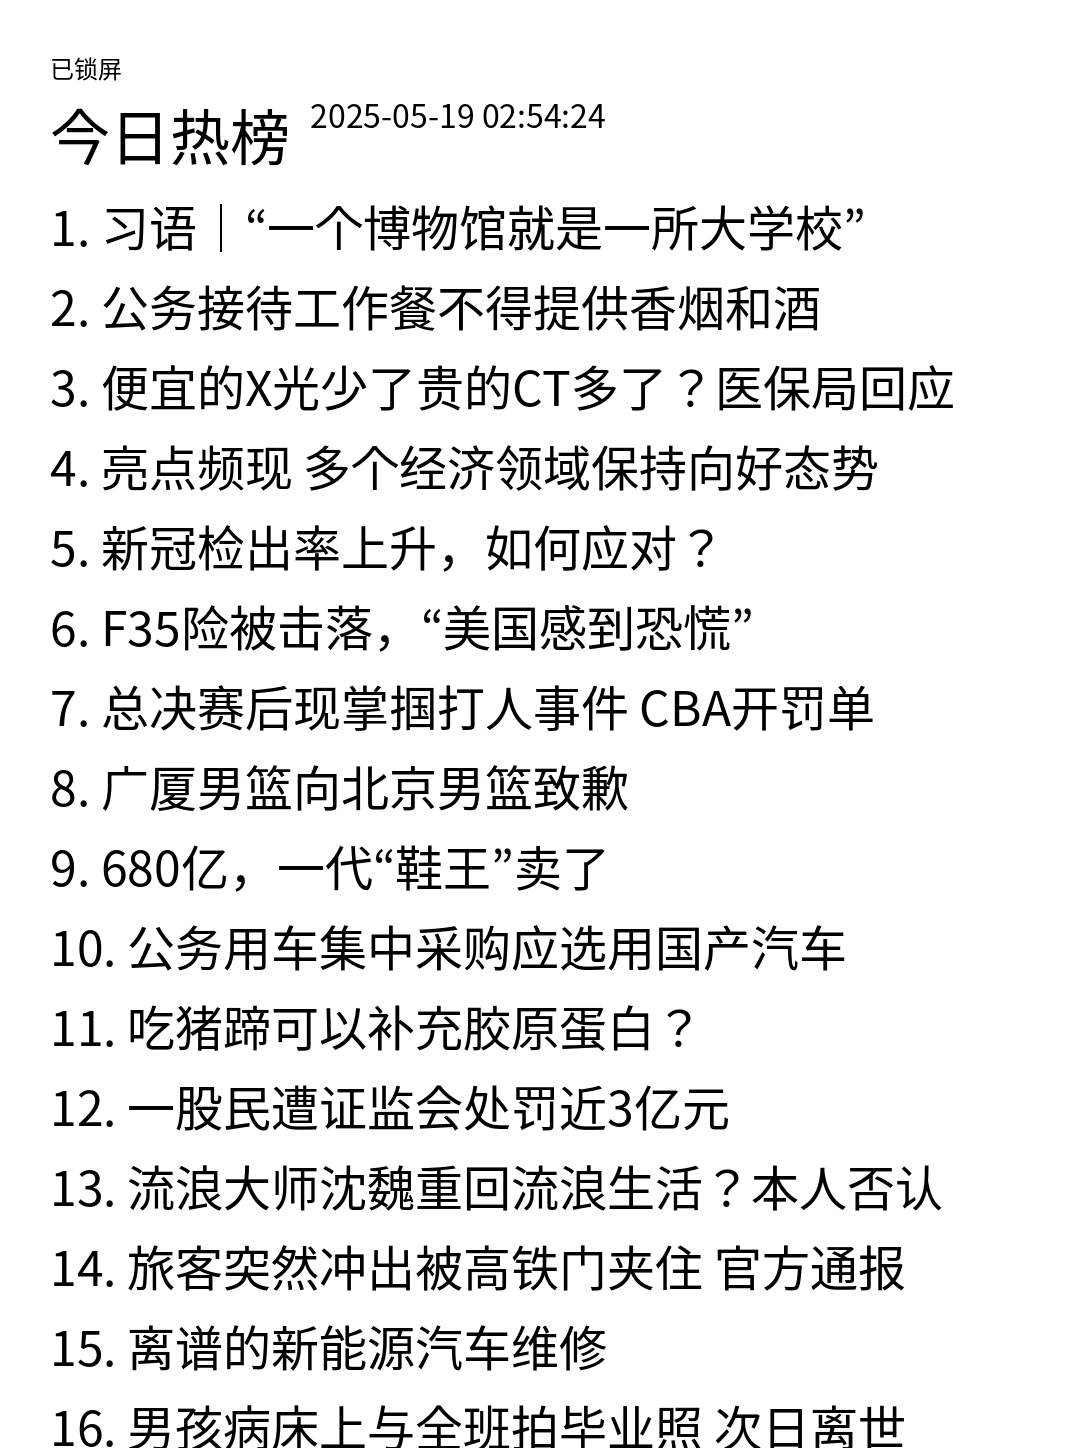 已锁屏
今日热榜 2025-05-19 02:54:24
1. 习语｜“一个博物馆就是一所大学校”
2. 公务接待工作餐不得提供香烟和酒
3. 便宜的X光少了贵的CT多了？医保局回应
4. 亮点频现 多个经济领域保持向好态势
5. 新冠检出率上升，如何应对？
6. F35险被击落，“美国感到恐慌”
7. 总决赛后现掌掴打人事件 CBA开罚单
8. 广厦男篮向北京男篮致歉
9. 680亿，一代“鞋王”卖了
10. 公务用车集中采购应选用国产汽车
11. 吃猪蹄可以补充胶原蛋白？
12. 一股民遭证监会处罚近3亿元
13. 流浪大师沈魏重回流浪生活？本人否认
14. 旅客突然冲出被高铁门夹住 官方通报
15. 离谱的新能源汽车维修
16. 男孩病床上与全班拍毕业照 次日离世